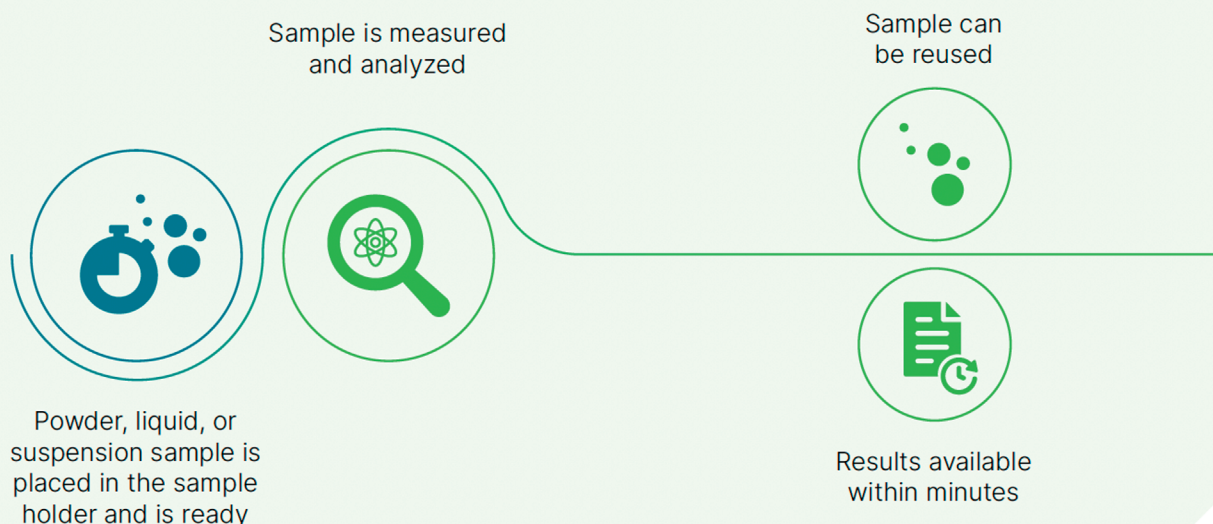 Sample is measured
and analyzed
Sample can
be reused
Powder, liquid, or
suspension sample is
placed in the sample
holder and is ready
Results available
within minutes